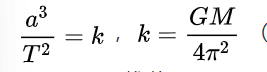 a³/T² = k , k = GM/4π² (